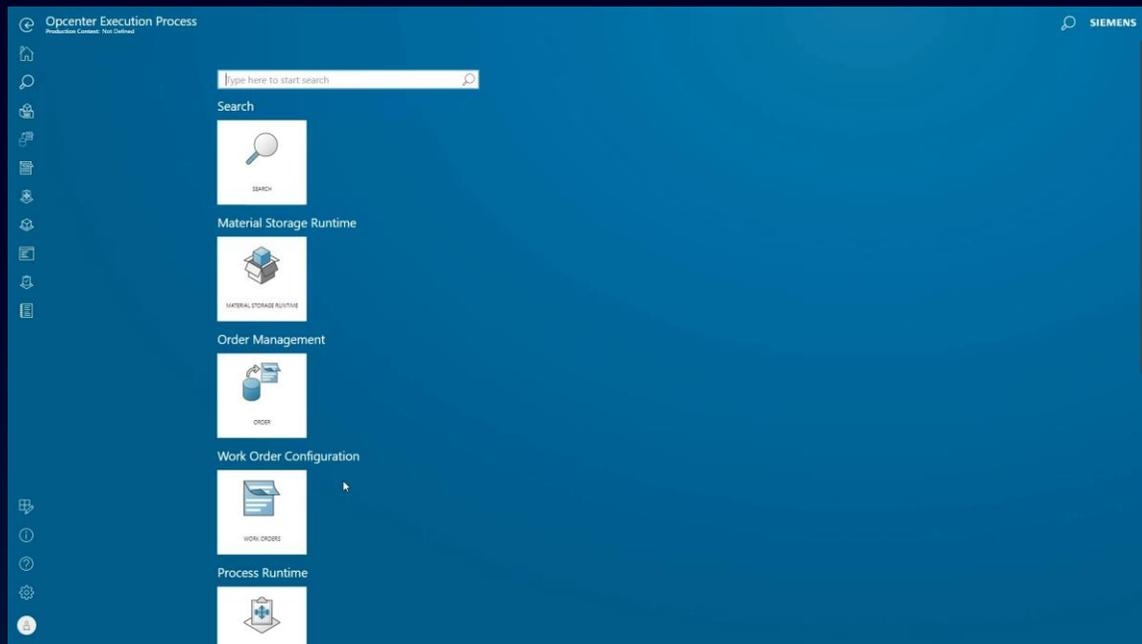 Opcenter Execution Process
Production Context: Not Defined
SIEMENS
Type here to start search
Search
SEARCH
Material Storage Runtime
MATERIAL STORAGE RUNTIME
Order Management
ORDER
Work Order Configuration
WORK ORDERS
Process Runtime